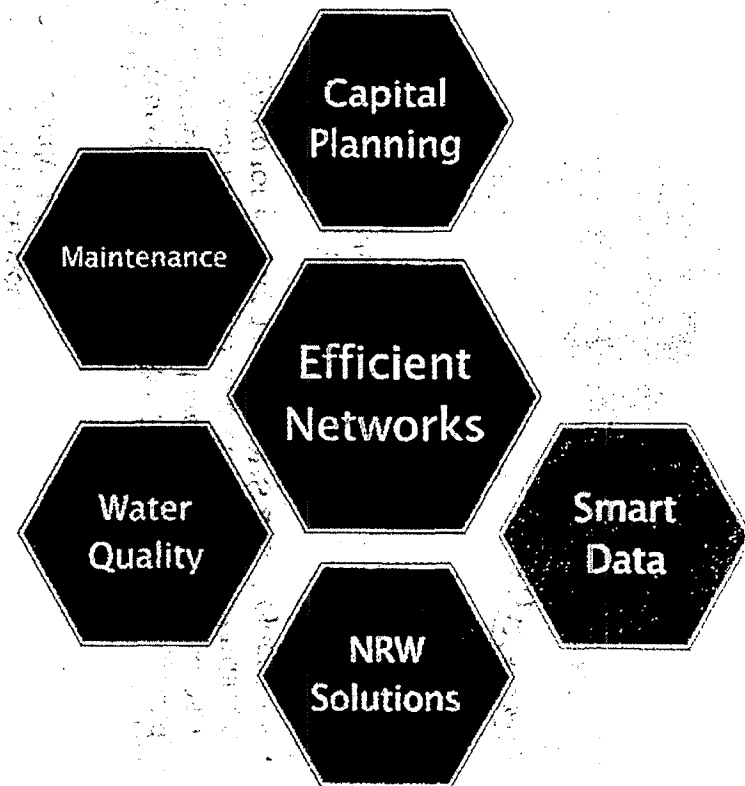 Capital
Planning
Maintenance
Efficient
Networks
Water
Quality
Smart
Data
NRW
Solutions